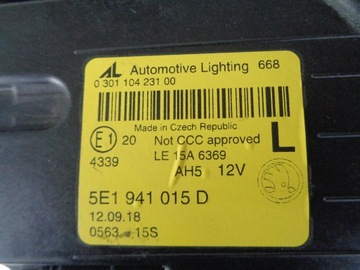 AL Automotive Lighting 668
0 301 104 231 00
Made in Czech Republic
E1 20 Not CCC approved L
4339 LE 15A 6369
AH5 12V
5E1 941 015 D
12.09.18
0563 15S